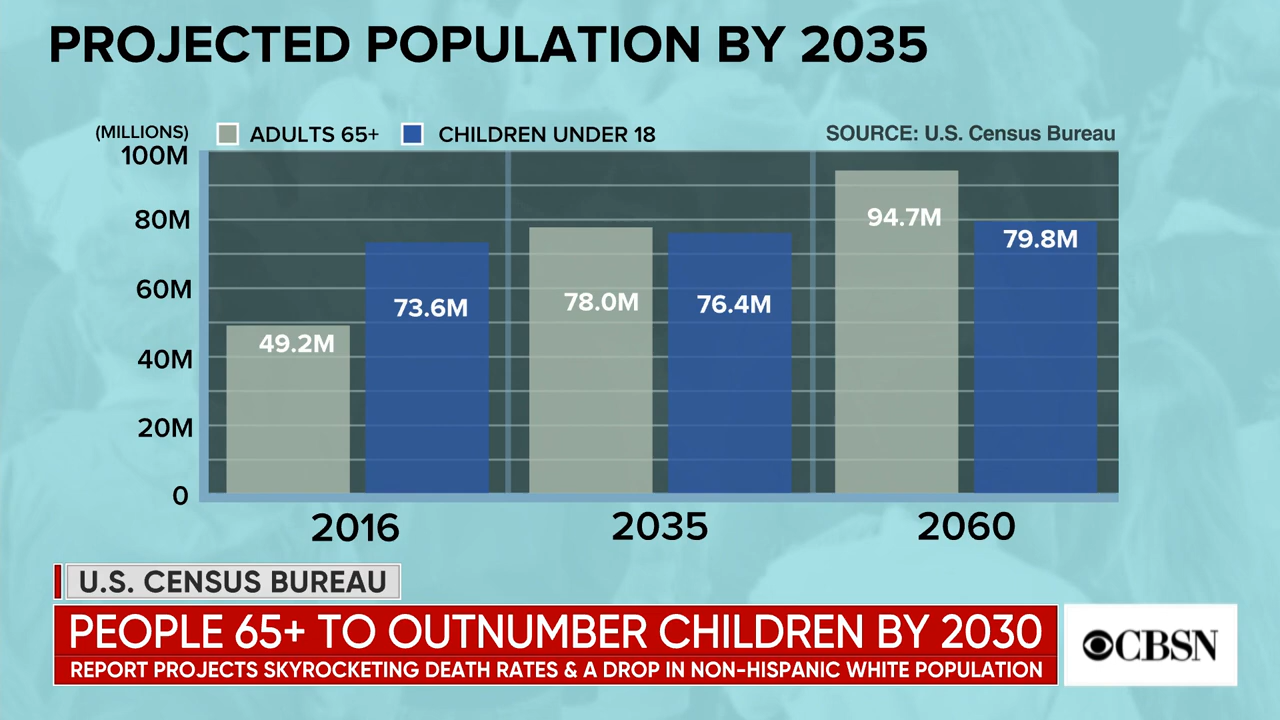 PROJECTED POPULATION BY 2035
(MILLIONS) ADULTS 65+ CHILDREN UNDER 18 SOURCE: U.S. Census Bureau
100M
80M
60M
40M
20M
0
49.2M 73.6M 78.0M 76.4M 94.7M 79.8M
2016 2035 2060
U.S. CENSUS BUREAU
PEOPLE 65+ TO OUTNUMBER CHILDREN BY 2030
REPORT PROJECTS SKYROCKETING DEATH RATES & A DROP IN NON-HISPANIC WHITE POPULATION
CBSN